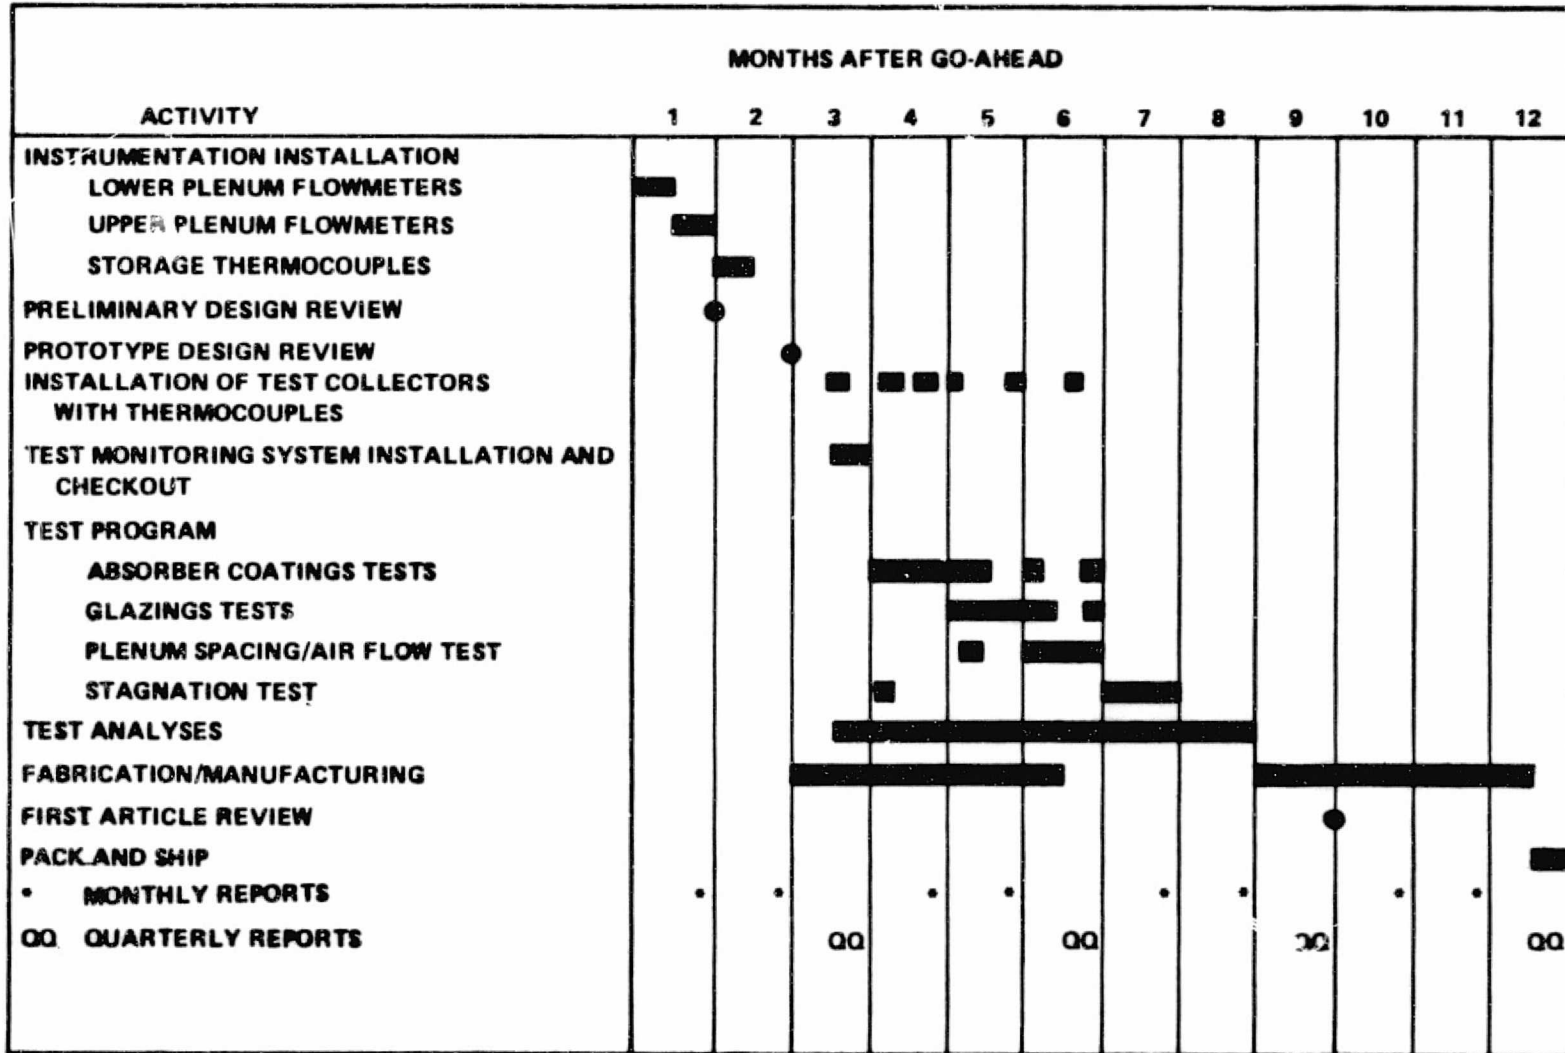 MONTHS AFTER GO-AHEAD
ACTIVITY 1 2 3 4 5 6 7 8 9 10 11 12
INSTRUMENTATION INSTALLATION
LOWER PLENUM FLOWMETERS
UPPER PLENUM FLOWMETERS
STORAGE THERMOCOUPLES
PRELIMINARY DESIGN REVIEW
PROTOTYPE DESIGN REVIEW
INSTALLATION OF TEST COLLECTORS
WITH THERMOCOUPLES
TEST MONITORING SYSTEM INSTALLATION AND
CHECKOUT
TEST PROGRAM
ABSORBER COATINGS TESTS
GLAZINGS TESTS
PLENUM SPACING/AIR FLOW TEST
STAGNATION TEST
TEST ANALYSES
FABRICATION/MANUFACTURING
FIRST ARTICLE REVIEW
PACK AND SHIP
* MONTHLY REPORTS * * * * * * * *
QQ QUARTERLY REPORTS QQ QQ QQ QQ